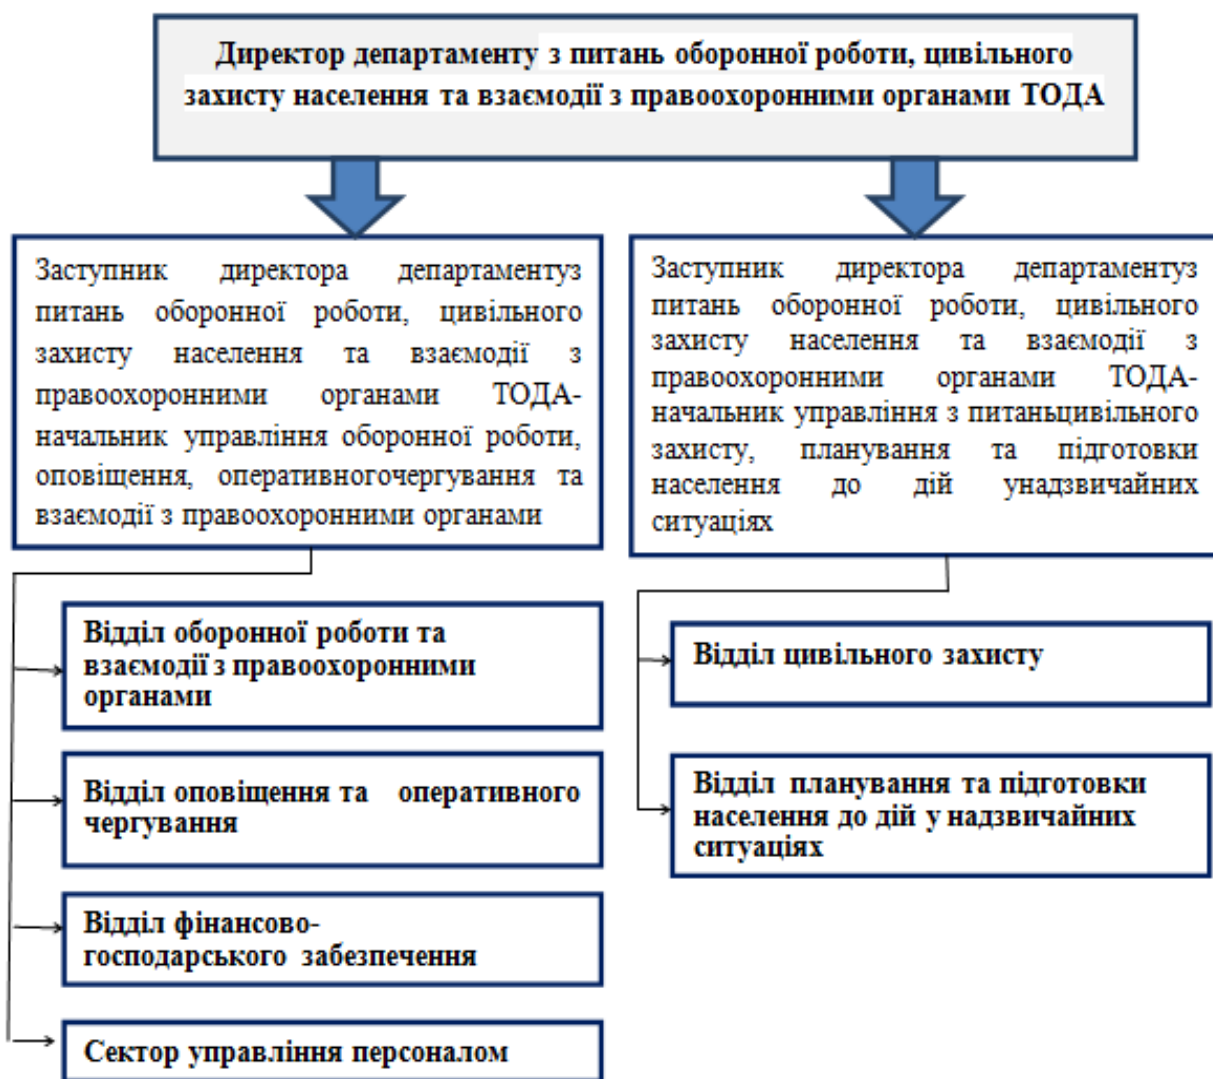 Директор департаменту з питань оборонної роботи, цивільного
захисту населення та взаємодії з правоохоронними органами ТОДА
Заступник директора департаментуз
питань оборонної роботи, цивільного
захисту населення та взаємодії з
правоохоронними органами ТОДА-
начальник управління оборонної роботи,
оповіщення, оперативногочергування та
взаємодії з правоохоронними органами
Відділ оборонної роботи та
взаємодії з правоохоронними
органами
Відділ оповіщення та оперативного
чергування
Відділ фінансово-
господарського забезпечення
Сектор управління персоналом
Заступник директора департаментуз
питань оборонної роботи, цивільного
захисту населення та взаємодії з
правоохоронними органами ТОДА-
начальник управління з питаньцивільного
захисту, планування та підготовки
населення до дій унадзвичайних
ситуаціях
Відділ цивільного захисту
Відділ планування та підготовки
населення до дій у надзвичайних
ситуаціях